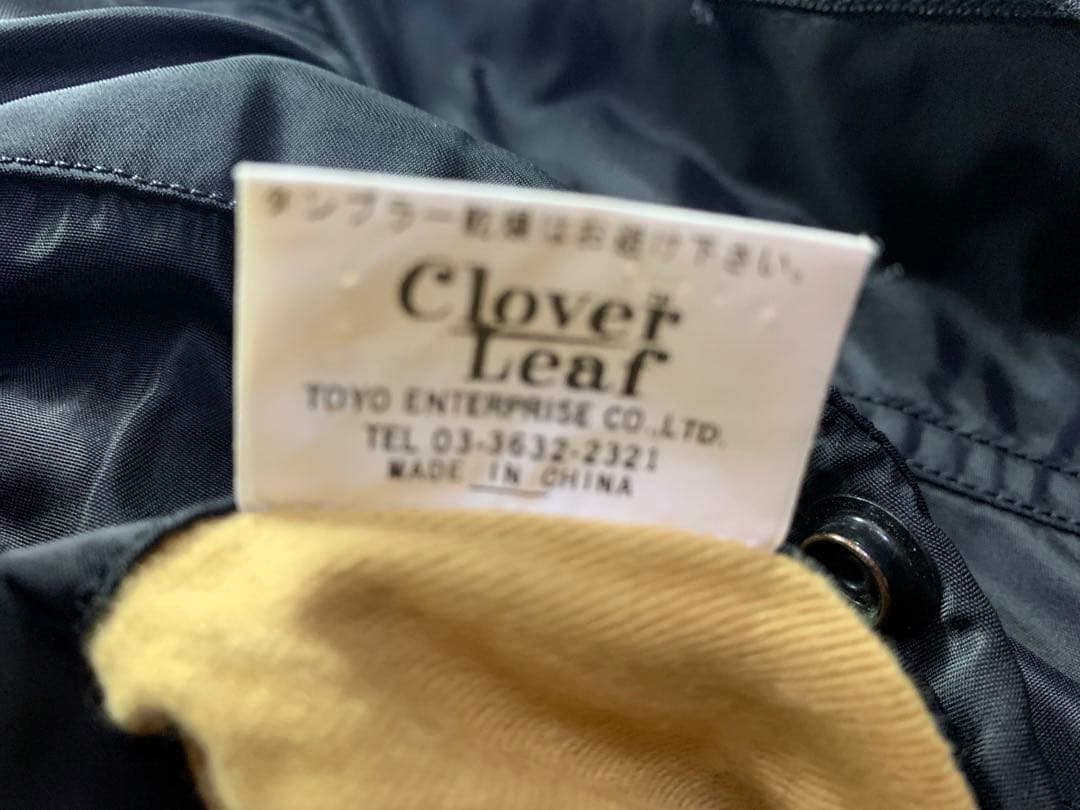 タンブラー乾燥はお避け下さい。
Clover
Leaf
TOYO ENTERPRISE CO.,LTD.
TEL 03-3632-2321
MADE IN CHINA